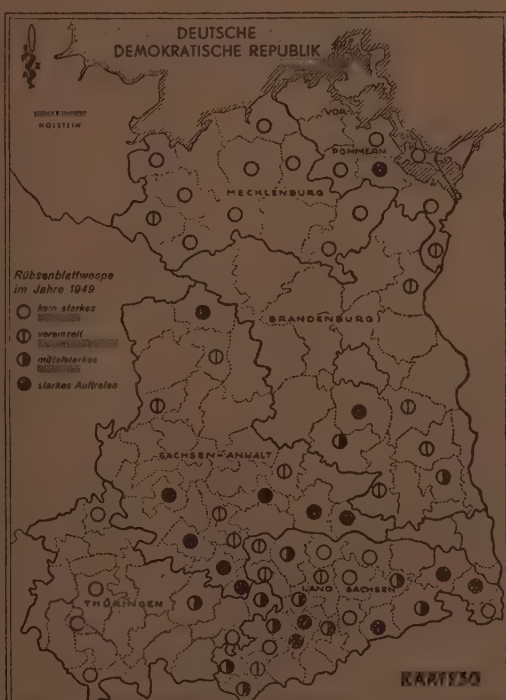 DEUTSCHE
DEMOKRATISCHE REPUBLIK
HOLSTEIN
VOR-
POMMERN
MECKLENBURG
Rübsenblattwespe
im Jahre 1949
kein starkes
vereinzelt
mittelstarkes
starkes Auftreten
BRANDENBURG
SACHSEN-ANHALT
LAND SACHSEN
THÜRINGEN
KARTE 30